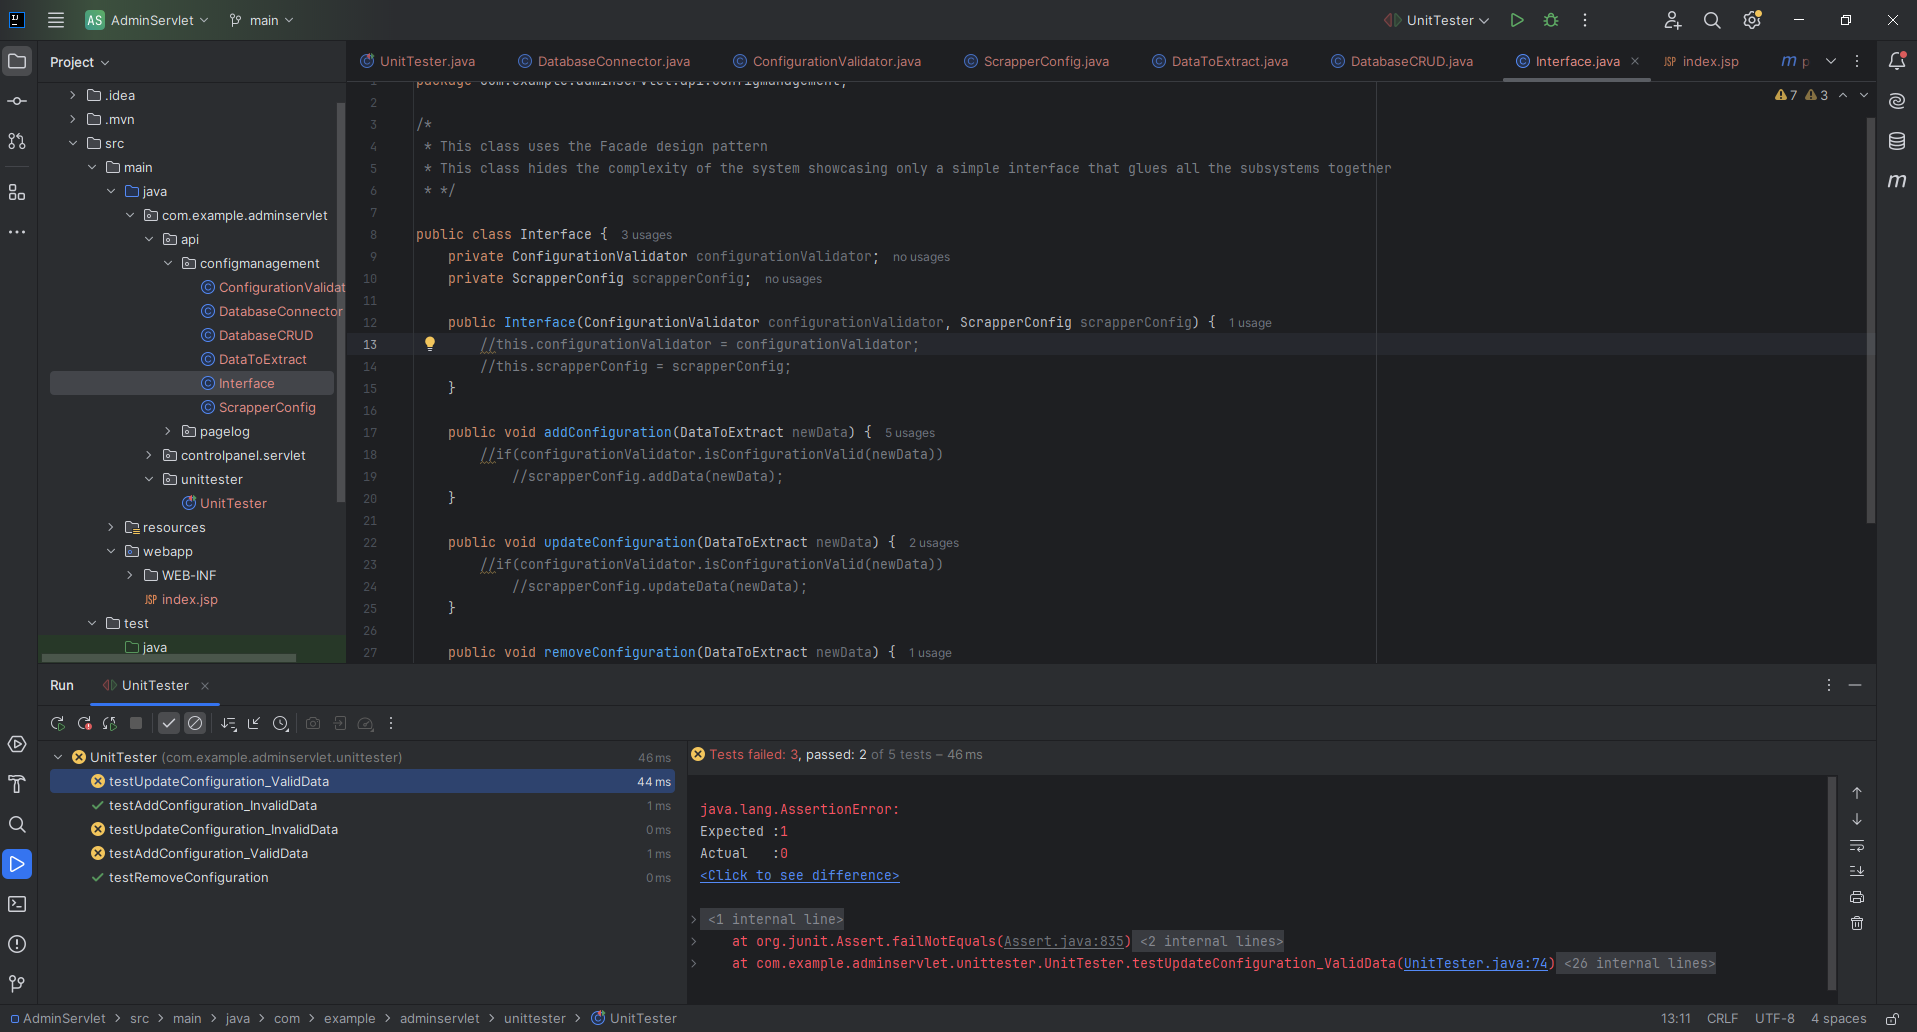 AS AdminServlet main UnitTester
Project
UnitTester.java DatabaseConnector.java ConfigurationValidator.java ScrapperConfig.java DataToExtract.java DatabaseCRUD.java Interface.java JSP index.jsp m p
.idea
.mvn
src
main
java
com.example.adminservlet
api
configmanagement
ConfigurationValidat
DatabaseConnector
DatabaseCRUD
DataToExtract
Interface
ScrapperConfig
pagelog
controlpanel.servlet
unittester
UnitTester
resources
webapp
WEB-INF
JSP index.jsp
test
java
7 3
1 package com.example.adminservlet.api.configmanagement;
2
3 /*
4 * This class uses the Facade design pattern
5 * This class hides the complexity of the system showcasing only a simple interface that glues all the subsystems together
6 * */
7
8 public class Interface { 3 usages
9 private ConfigurationValidator configurationValidator; no usages
10 private ScrapperConfig scrapperConfig; no usages
11
12 public Interface(ConfigurationValidator configurationValidator, ScrapperConfig scrapperConfig) { 1 usage
13 //this.configurationValidator = configurationValidator;
14 //this.scrapperConfig = scrapperConfig;
15 }
16
17 public void addConfiguration(DataToExtract newData) { 5 usages
18 //if(configurationValidator.isConfigurationValid(newData))
19 //scrapperConfig.addData(newData);
20 }
21
22 public void updateConfiguration(DataToExtract newData) { 2 usages
23 //if(configurationValidator.isConfigurationValid(newData))
24 //scrapperConfig.updateData(newData);
25 }
26
27 public void removeConfiguration(DataToExtract newData) { 1 usage
m
Run UnitTester
UnitTester (com.example.adminservlet.unittester) 46 ms
testUpdateConfiguration_ValidData 44 ms
testAddConfiguration_InvalidData 1 ms
testUpdateConfiguration_InvalidData 0 ms
testAddConfiguration_ValidData 1 ms
testRemoveConfiguration 0 ms
Tests failed: 3, passed: 2 of 5 tests – 46 ms
java.lang.AssertionError:
Expected :1
Actual :0
<Click to see difference>
<1 internal line>
at org.junit.Assert.failNotEquals(Assert.java:835) <2 internal lines>
at com.example.adminservlet.unittester.UnitTester.testUpdateConfiguration_ValidData(UnitTester.java:74) <26 internal lines>
AdminServlet > src > main > java > com > example > adminservlet > unittester > UnitTester 13:11 CRLF UTF-8 4 spaces